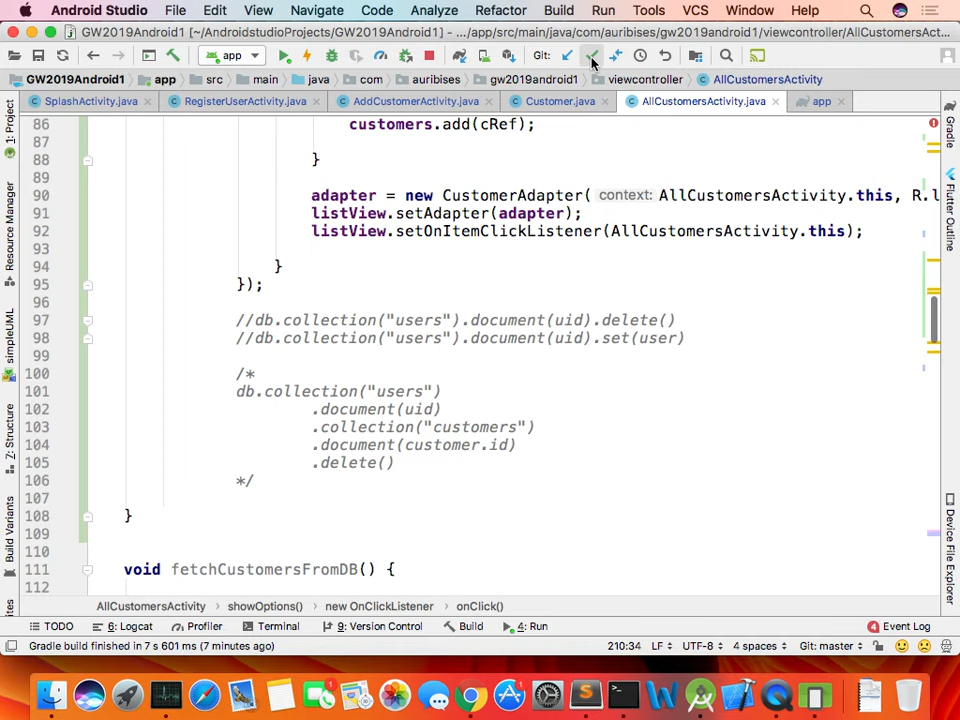 Android Studio File Edit View Navigate Code Analyze Refactor Build Run Tools VCS Window Help
GW2019Android1 [~/AndroidstudioProjects/GW2019Android1] - .../app/src/main/java/com/auribises/gw2019android1/viewcontroller/AllCustomersAct...
app Git:
GW2019Android1 app src main java com auribises gw2019android1 viewcontroller AllCustomersActivity
SplashActivity.java RegisterUserActivity.java AddCustomerActivity.java Customer.java AllCustomersActivity.java app
1: Project
Resource Manager
simpleUML
Z: Structure
Build Variants
86 customers.add(cRef);
87
88 }
89
90 adapter = new CustomerAdapter( context: AllCustomersActivity.this, R.l
91 listView.setAdapter(adapter);
92 listView.setOnItemClickListener(AllCustomersActivity.this);
93
94 }
95 });
96
97 //db.collection("users").document(uid).delete()
98 //db.collection("users").document(uid).set(user)
99
100 /*
101 db.collection("users")
102 .document(uid)
103 .collection("customers")
104 .document(customer.id)
105 .delete()
106 */
107
108 }
109
110
111 void fetchCustomersFromDB() {
112
Gradle
Flutter Outline
Device File Explorer
AllCustomersActivity showOptions() new OnClickListener onClick()
TODO 6: Logcat Profiler Terminal 9: Version Control Build 4: Run 4 Event Log
Gradle build finished in 7 s 601 ms (7 minutes ago) 210:34 LF UTF-8 4 spaces Git: master